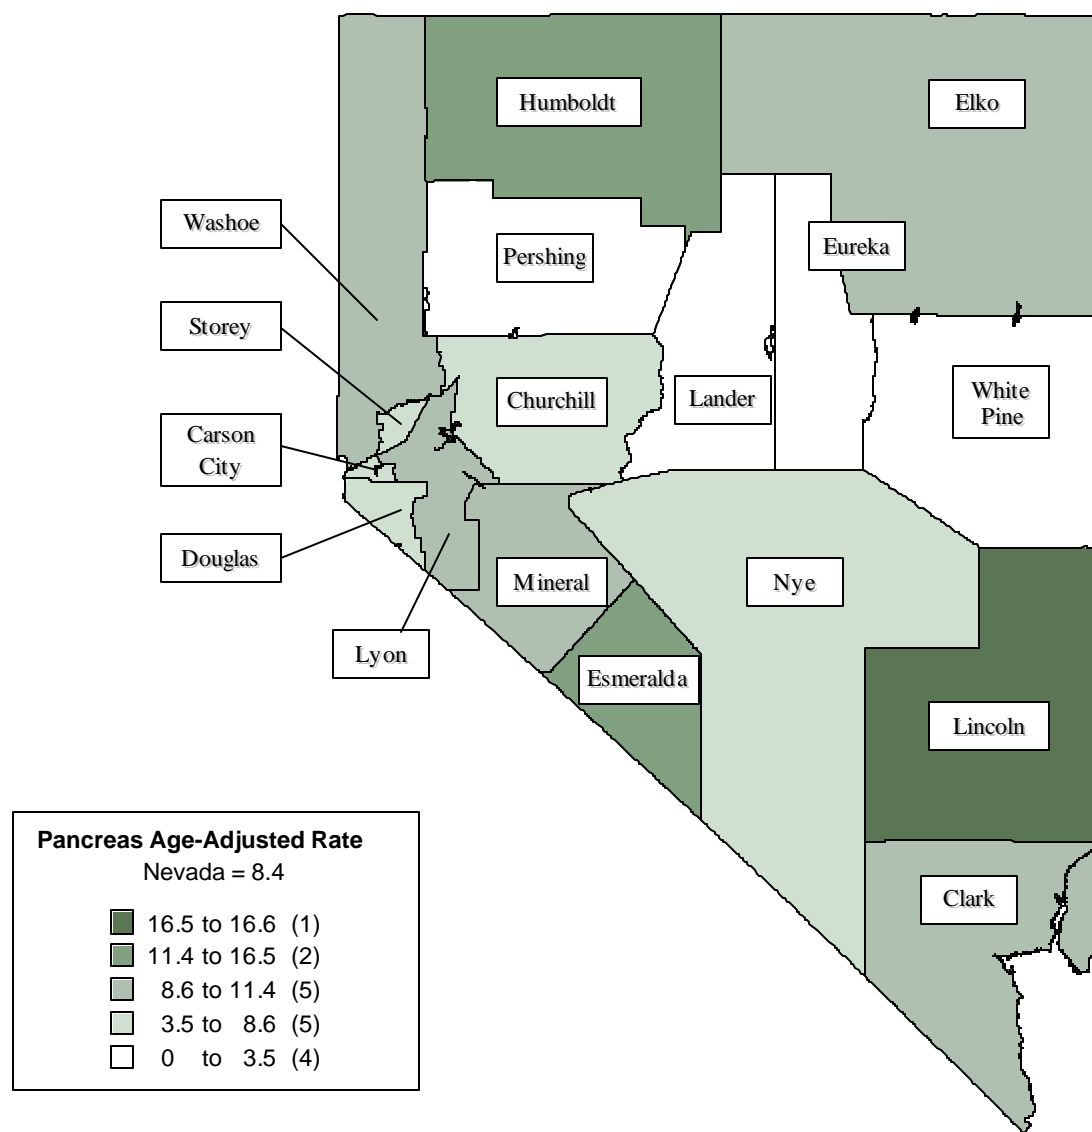 Humboldt
Elko
Washoe
Eureka
Pershing
Storey
White
Pine
Churchill
Lander
Carson
City
Douglas
Mineral
Nye
Lyon
Esmeralda
Lincoln
Clark
Pancreas Age-Adjusted Rate
Nevada = 8.4
16.5 to 16.6 (1)
11.4 to 16.5 (2)
8.6 to 11.4 (5)
3.5 to 8.6 (5)
0 to 3.5 (4)